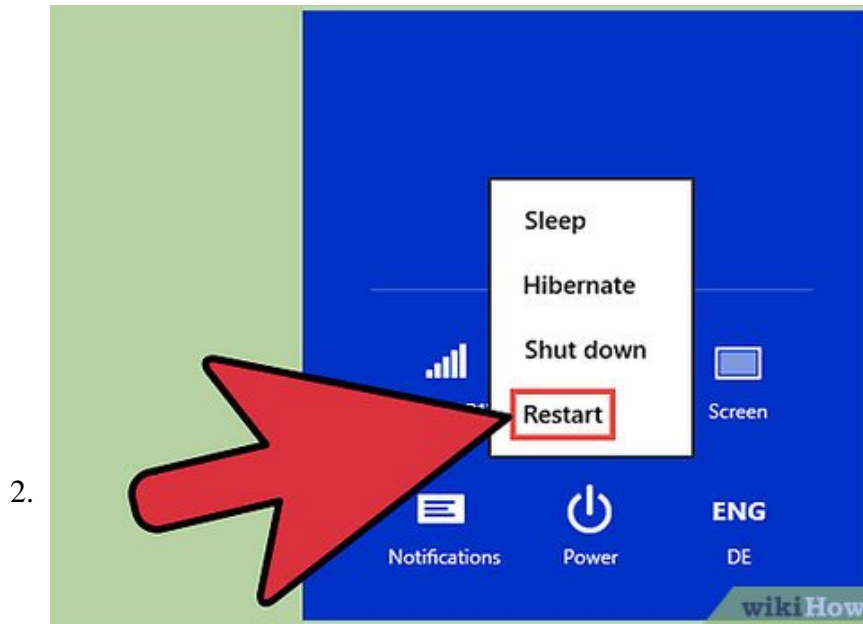 Sleep
Hibernate
Shut down
Restart
Screen
2.
Notifications
Power
ENG
DE
wikiHow